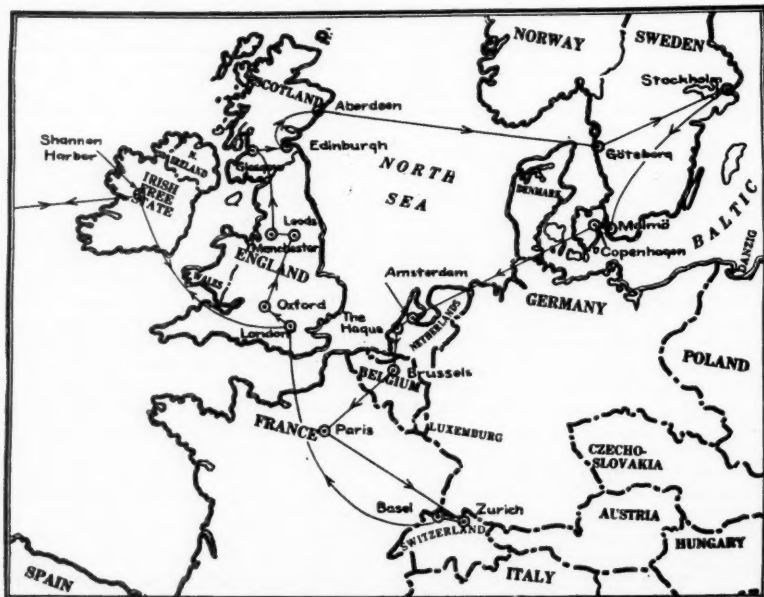 NORWAY
SWEDEN
Stockholm
SCOTLAND
Aberdeen
Shannon
Harbor
Edinburgh
Göteborg
N.
IRELAND
Glasgow
NORTH
SEA
IRISH
FREE
STATE
DENMARK
Leeds
Manchester
Malmö
Copenhagen
BALTIC
ENGLAND
Amsterdam
DANZIG
WALES
GERMANY
Oxford
The
Hague
NETHERLANDS
London
POLAND
Brussels
BELGIUM
FRANCE
Paris
LUXEMBURG
CZECHO-
SLOVAKIA
Basel
Zurich
AUSTRIA
SWITZERLAND
HUNGARY
SPAIN
ITALY